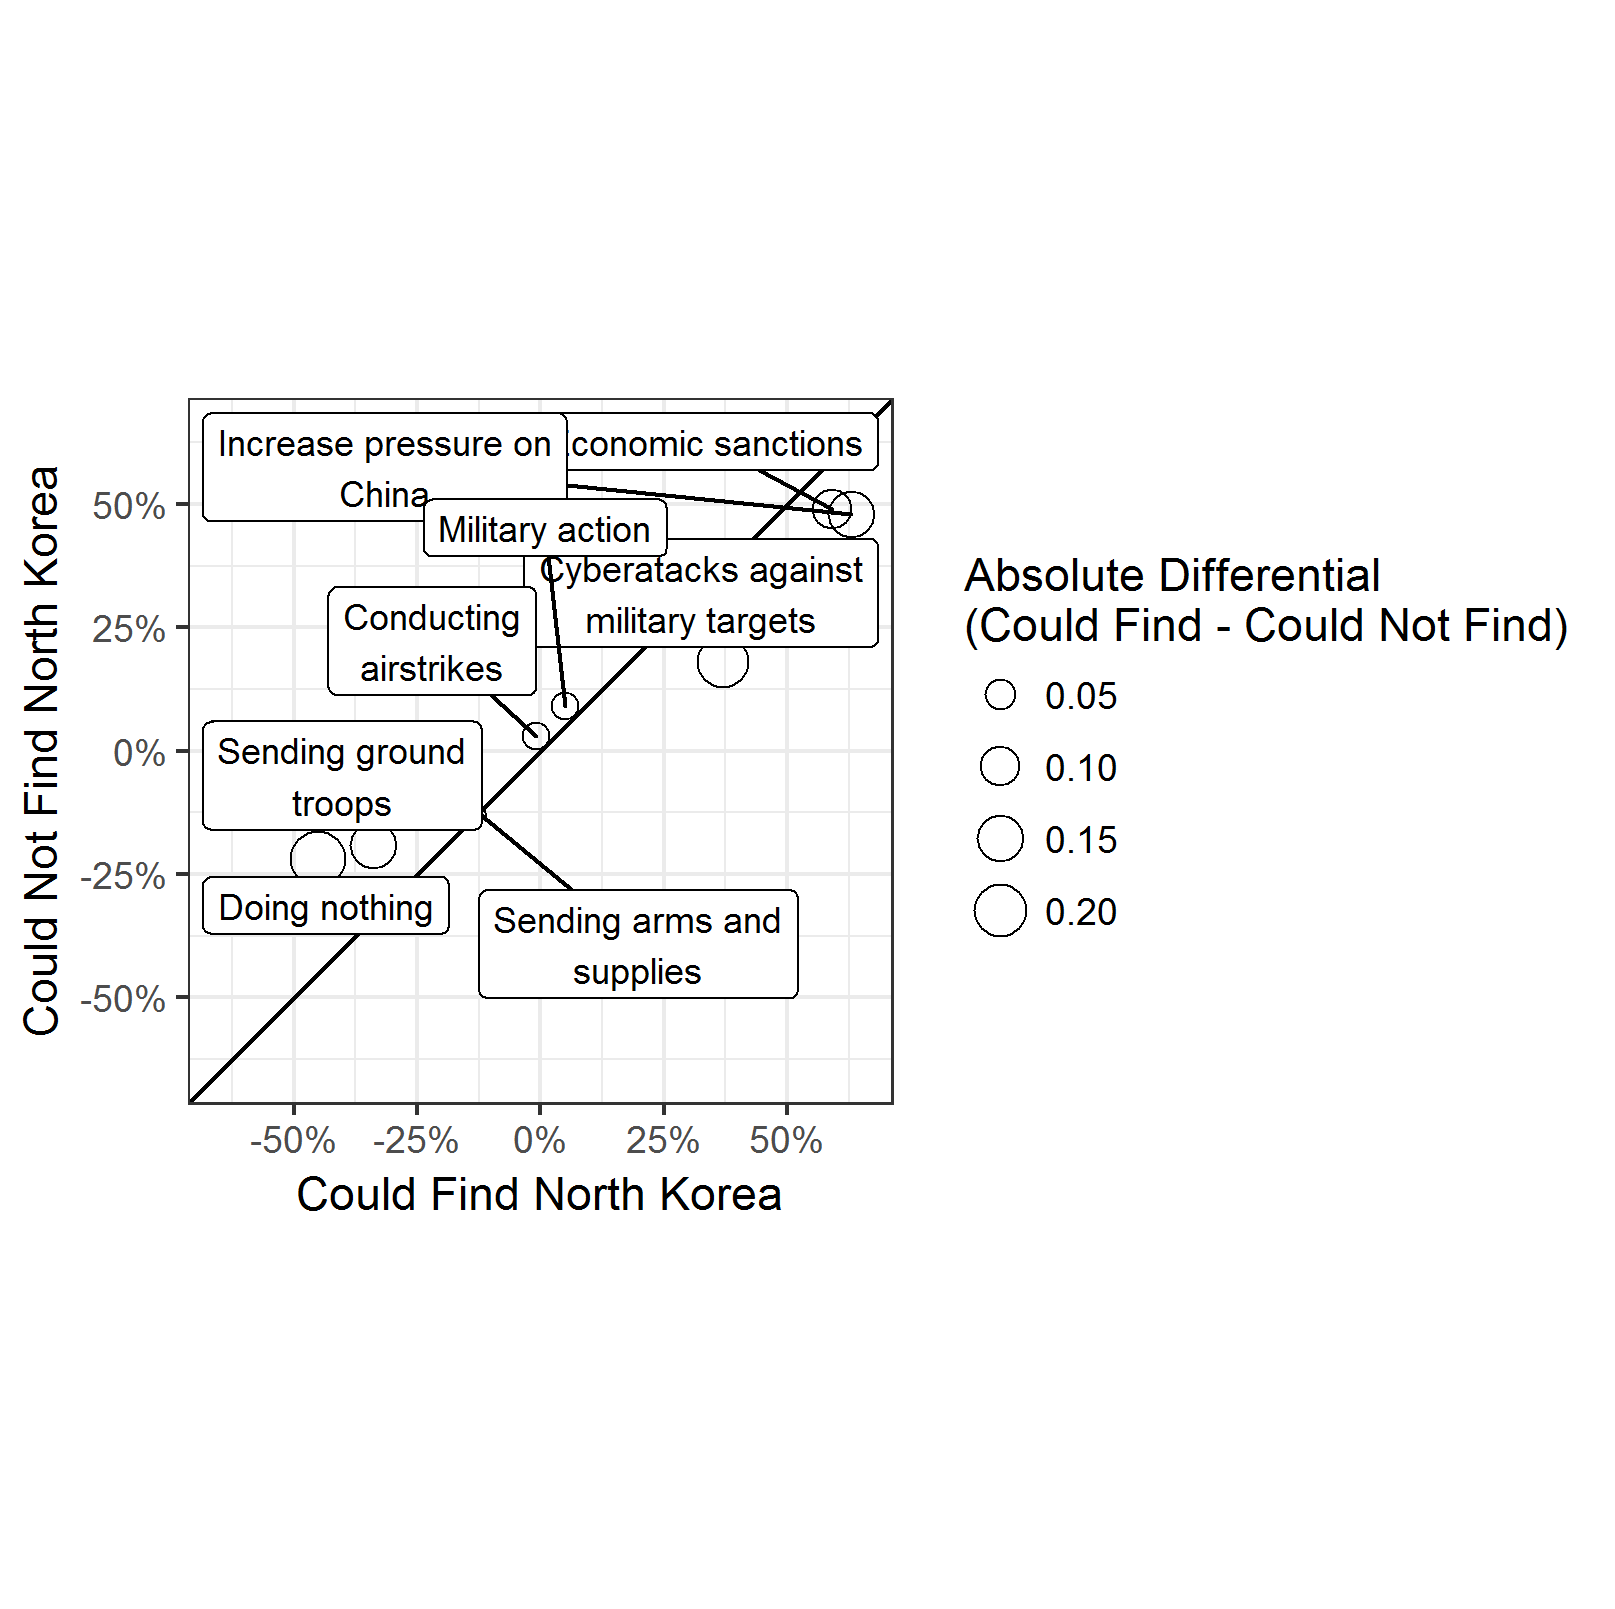 Increase pressure on
China
conomic sanctions
Military action
Cyberatacks against
military targets
Conducting
airstrikes
Sending ground
troops
Doing nothing
Sending arms and
supplies
50%
25%
0%
-25%
-50%
Could Not Find North Korea
-50% -25% 0% 25% 50%
Could Find North Korea
Absolute Differential
(Could Find - Could Not Find)
0.05
0.10
0.15
0.20